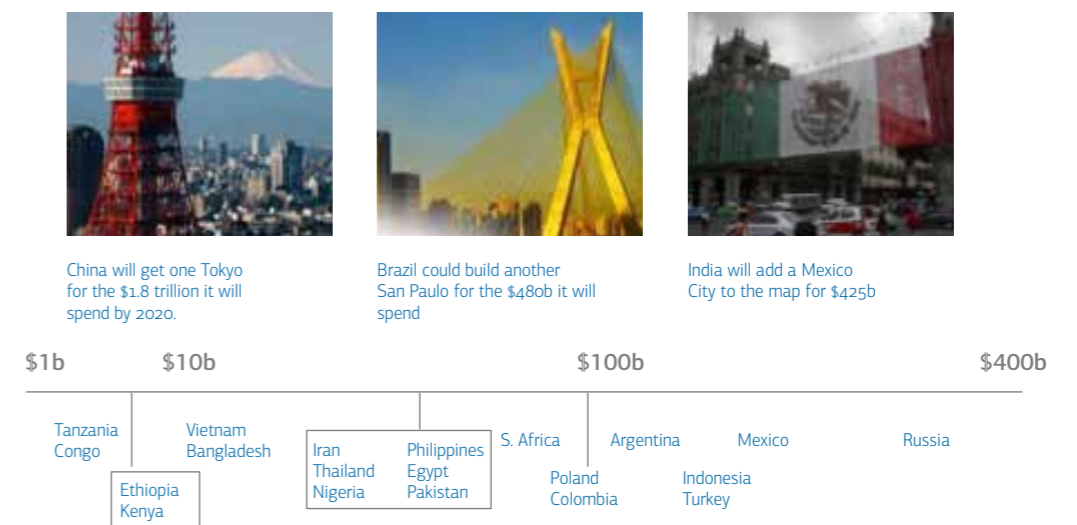 China will get one Tokyo
for the $1.8 trillion it will
spend by 2020.
Brazil could build another
San Paulo for the $480b it will
spend
India will add a Mexico
City to the map for $425b
$1b
$10b
$100b
$400b
Tanzania
Congo
Ethiopia
Kenya
Vietnam
Bangladesh
Iran
Thailand
Nigeria
Philippines
Egypt
Pakistan
S. Africa
Poland
Colombia
Argentina
Indonesia
Turkey
Mexico
Russia